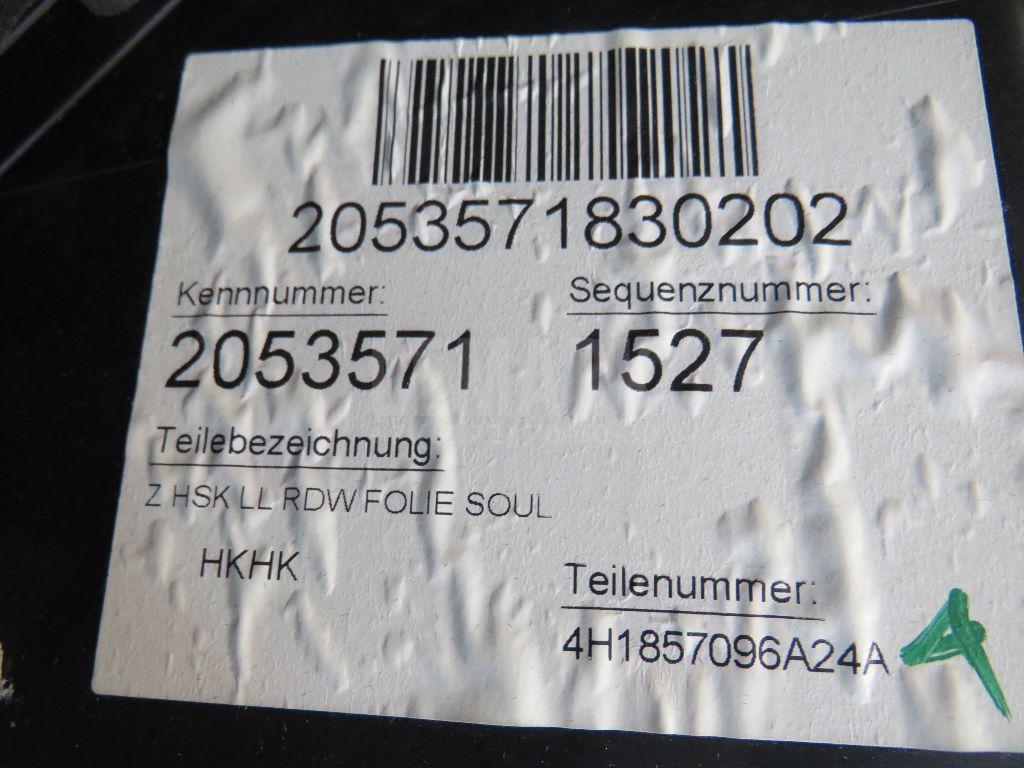 2053571830202
Kennnummer: Sequenznummer:
2053571 1527
Teilebezeichnung:
Z HSK LL RDW FOLIE SOUL
HKHK
Teilenummer:
4H1857096A24A